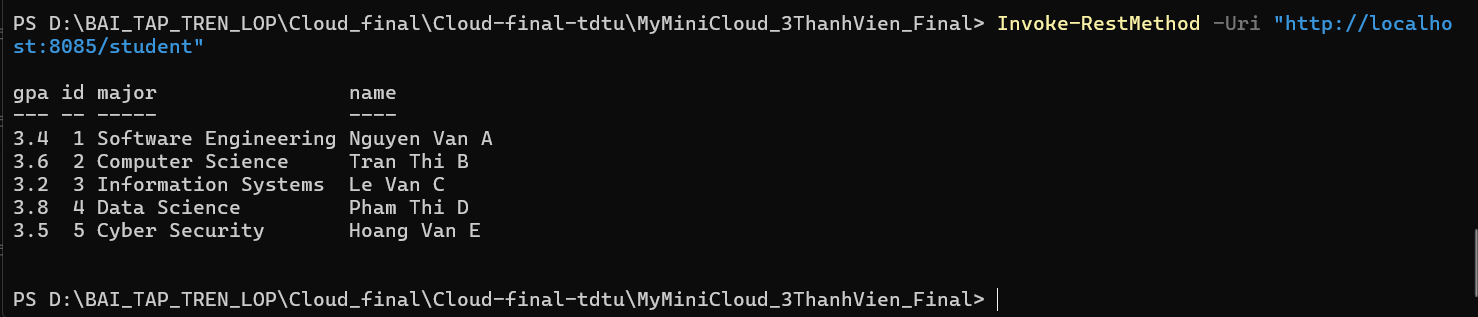 PS D:\BAI_TAP_TREN_LOP\Cloud_final\Cloud-final-tdtu\MyMiniCloud_3ThanhVien_Final> Invoke-RestMethod -Uri "http://localho
st:8085/student"
gpa id major                name
--- -- -----                ----
3.4  1 Software Engineering Nguyen Van A
3.6  2 Computer Science     Tran Thi B
3.2  3 Information Systems  Le Van C
3.8  4 Data Science         Pham Thi D
3.5  5 Cyber Security       Hoang Van E
PS D:\BAI_TAP_TREN_LOP\Cloud_final\Cloud-final-tdtu\MyMiniCloud_3ThanhVien_Final>